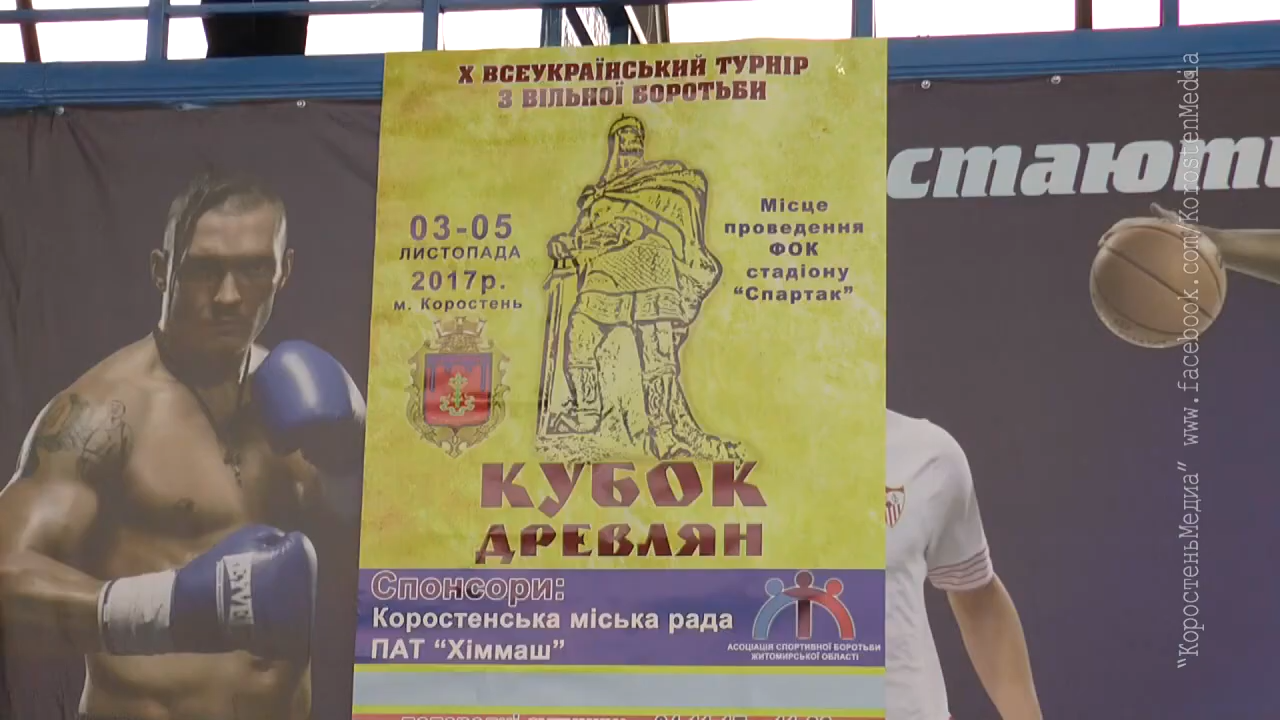 X ВСЕУКРАЇНСЬКИЙ ТУРНІР
З ВІЛЬНОЇ БОРОТЬБИ
03-05
ЛИСТОПАДА
2017р.
м. Коростень
Місце
проведення
ФОК
стадіону
“Спартак”
КУБОК
ДРЕВЛЯН
Спонсори:
Коростенська міська рада
ПАТ “Хіммаш”
АСОЦІАЦІЯ СПОРТИВНОЇ БОРОТЬБИ
ЖИТОМИРСЬКОЇ ОБЛАСТІ
стають
“КоростеньМедиа” www.facebook.com/KorostenMedia